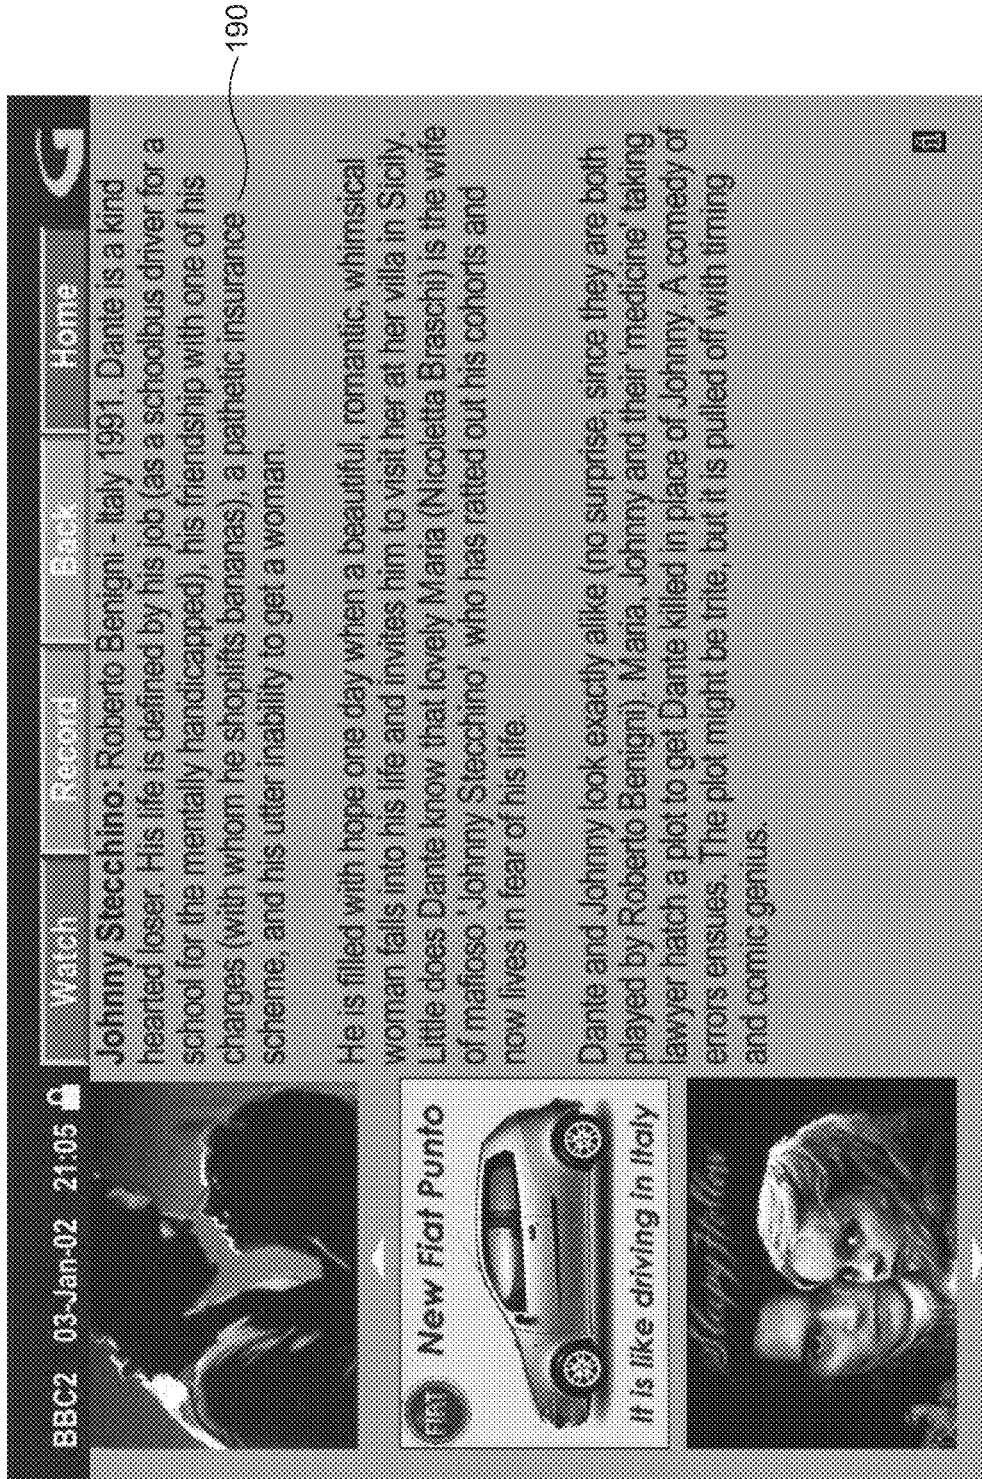 BBC2 03-Jan-02 21:05
Watch Record Back Home
Johnny Stecchino: Roberto Benigni - Italy 1991. Dante is a kind
hearted loser. His life is defined by his job (as a schoolbus driver for a
school for the mentally handicapped), his friendship with one of his
charges (with whom he shoplifts bananas), a pathetic insurance
scheme, and his utter inability to get a woman.
190
He is filled with hope one day when a beautiful, romantic, whimsical
woman falls into his life and invites him to visit her at her villa in Sicily.
Little does Dante know that lovely Maria (Nicoletta Braschi) is the wife
of mafioso 'Johnny Stecchino', who has ratted out his cohorts and
now lives in fear of his life
Dante and Johnny look exactly alike (no surprise, since they are both
played by Roberto Benigni). Maria, Johnny and their 'medicine' taking
lawyer hatch a plot to get Dante killed in place of Johnny. A comedy of
errors ensues. The plot might be trite, but it is pulled off with timing
and comic genius.
FIAT New Fiat Punto
It is like driving in Italy